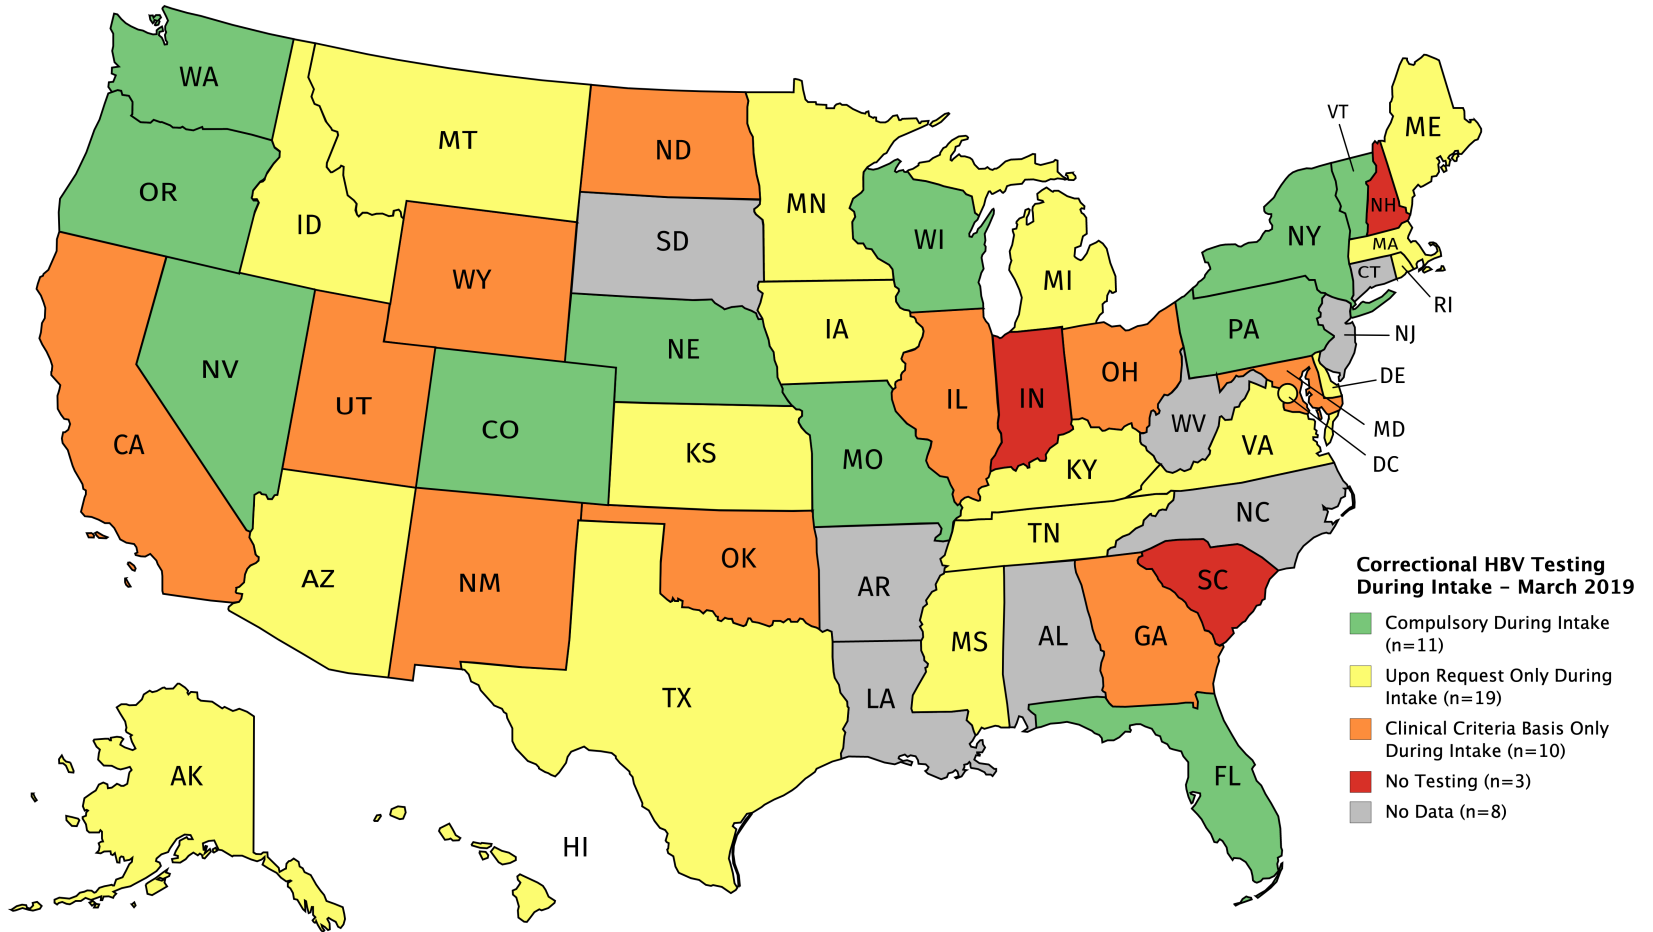 WA
VT
ME
MT
ND
OR
MN
NH
ID
SD
WI
NY
MA
CT
WY
MI
RI
IA
PA
NJ
NE
NV
OH
DE
UT
IL
IN
CO
WV
MD
CA
KS
MO
KY
VA
DC
NC
TN
OK
AZ
NM
AR
SC
MS
AL
GA
TX
LA
AK
FL
HI
Correctional HBV Testing
During Intake – March 2019
Compulsory During Intake
(n=11)
Upon Request Only During
Intake (n=19)
Clinical Criteria Basis Only
During Intake (n=10)
No Testing (n=3)
No Data (n=8)